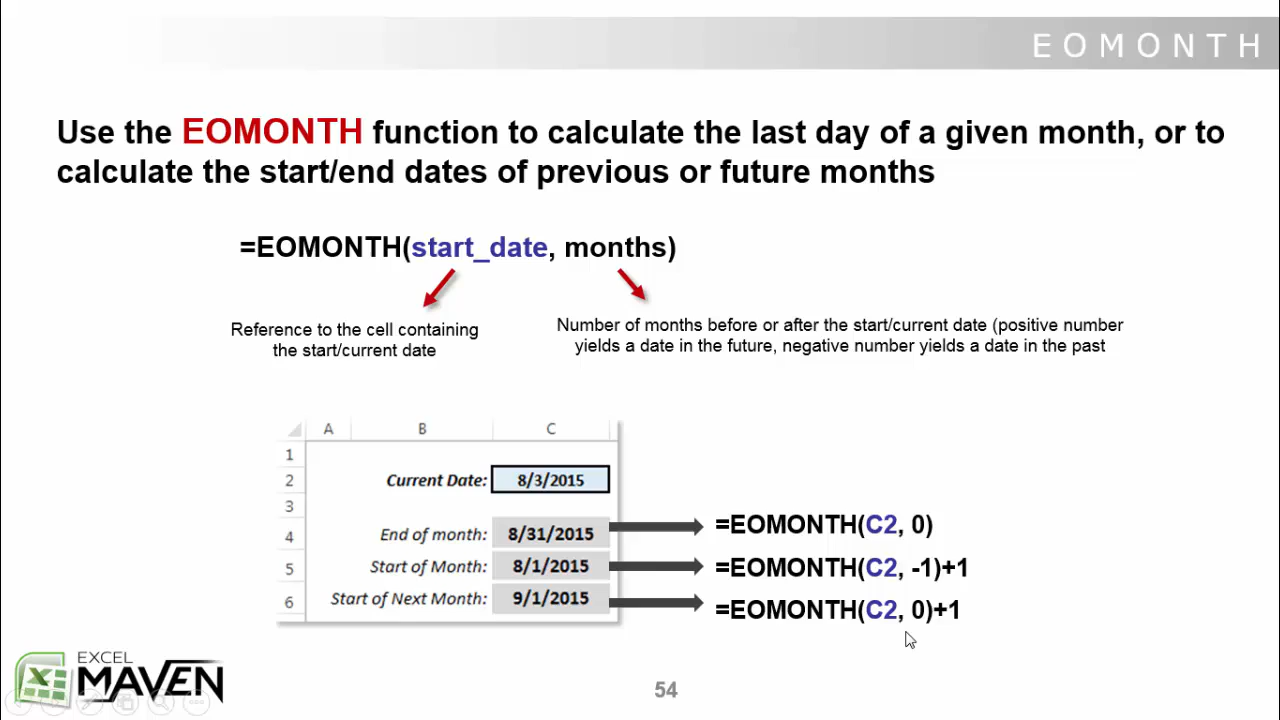 EOMONTH
Use the EOMONTH function to calculate the last day of a given month, or to
calculate the start/end dates of previous or future months
=EOMONTH(start_date, months)
Reference to the cell containing
the start/current date
Number of months before or after the start/current date (positive number
yields a date in the future, negative number yields a date in the past
A B C
1
2 Current Date: 8/3/2015
3
4 End of month: 8/31/2015 =EOMONTH(C2, 0)
5 Start of Month: 8/1/2015 =EOMONTH(C2, -1)+1
6 Start of Next Month: 9/1/2015 =EOMONTH(C2, 0)+1
EXCEL
MAVEN
54